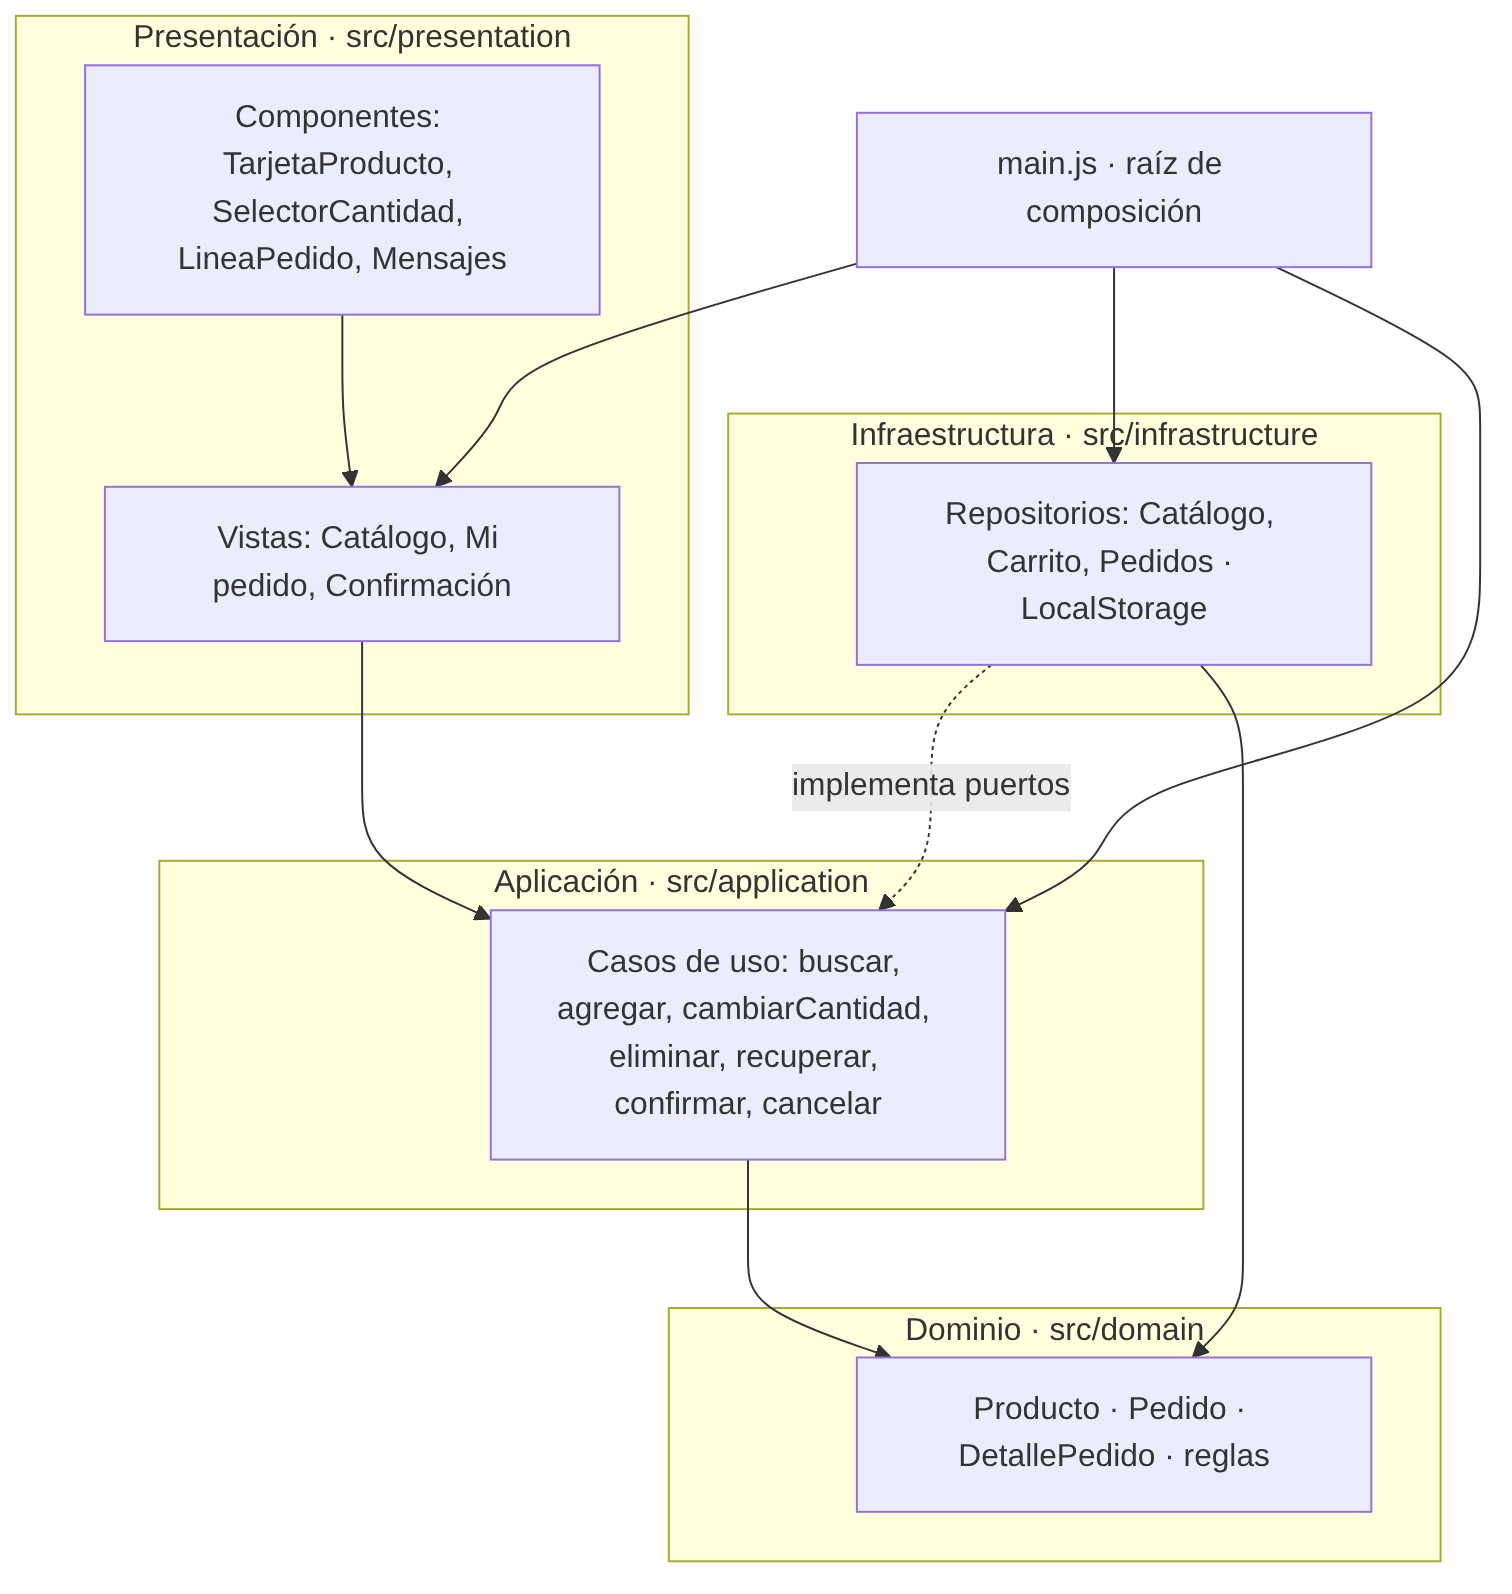 Presentación · src/presentation
Componentes:
TarjetaProducto,
SelectorCantidad,
LineaPedido, Mensajes
main.js · raíz de
composición
Infraestructura · src/infrastructure
Vistas: Catálogo, Mi
pedido, Confirmación
Repositorios: Catálogo,
Carrito, Pedidos ·
LocalStorage
implementa puertos
Aplicación · src/application
Casos de uso: buscar,
agregar, cambiarCantidad,
eliminar, recuperar,
confirmar, cancelar
Dominio · src/domain
Producto · Pedido ·
DetallePedido · reglas